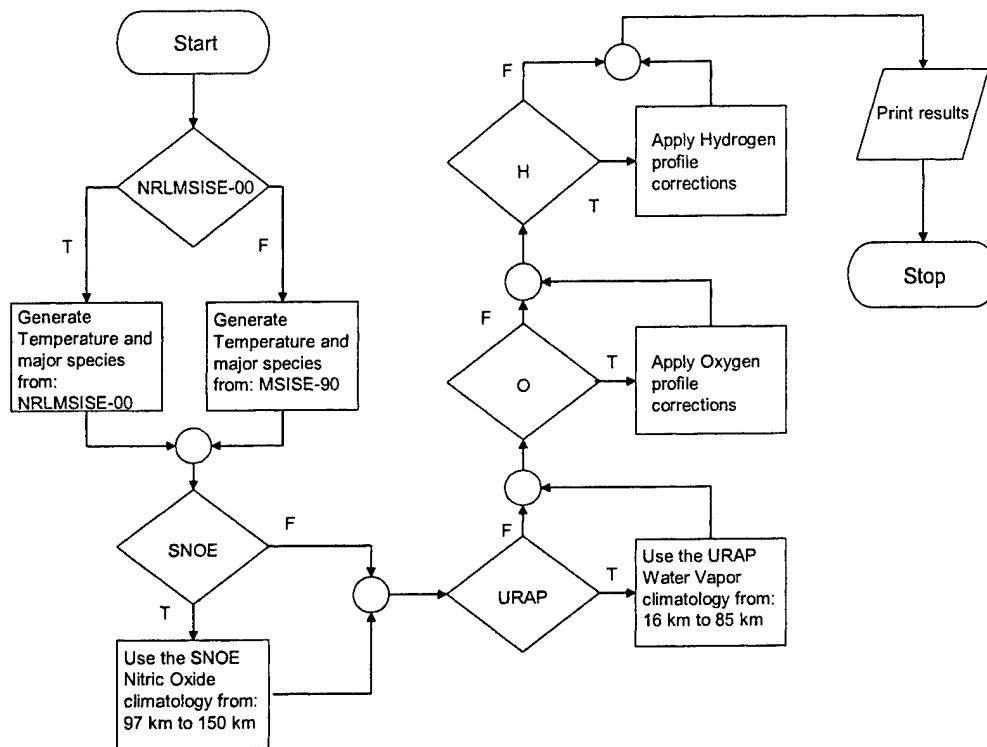 Start
NRLMSISE-00
T
F
Generate
Temperature and
major species
from:
NRLMSISE-00
Generate
Temperature and
major species
from: MSISE-90
SNOE
F
T
Use the SNOE
Nitric Oxide
climatology from:
97 km to 150 km
URAP
F
T
Use the URAP
Water Vapor
climatology from:
16 km to 85 km
O
F
T
Apply Oxygen
profile
corrections
H
F
T
Apply Hydrogen
profile
corrections
Print results
Stop